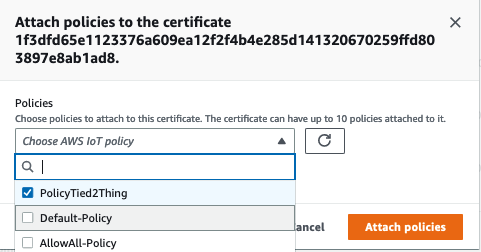 Attach policies to the certificate
1f3dfd65e1123376a609ea12f2f4b4e285d141320670259ffd80
3897e8ab1ad8.
Policies
Choose policies to attach to this certificate. The certificate can have up to 10 policies attached to it.
Choose AWS IoT policy
PolicyTied2Thing
Default-Policy
AllowAll-Policy
ancel
Attach policies